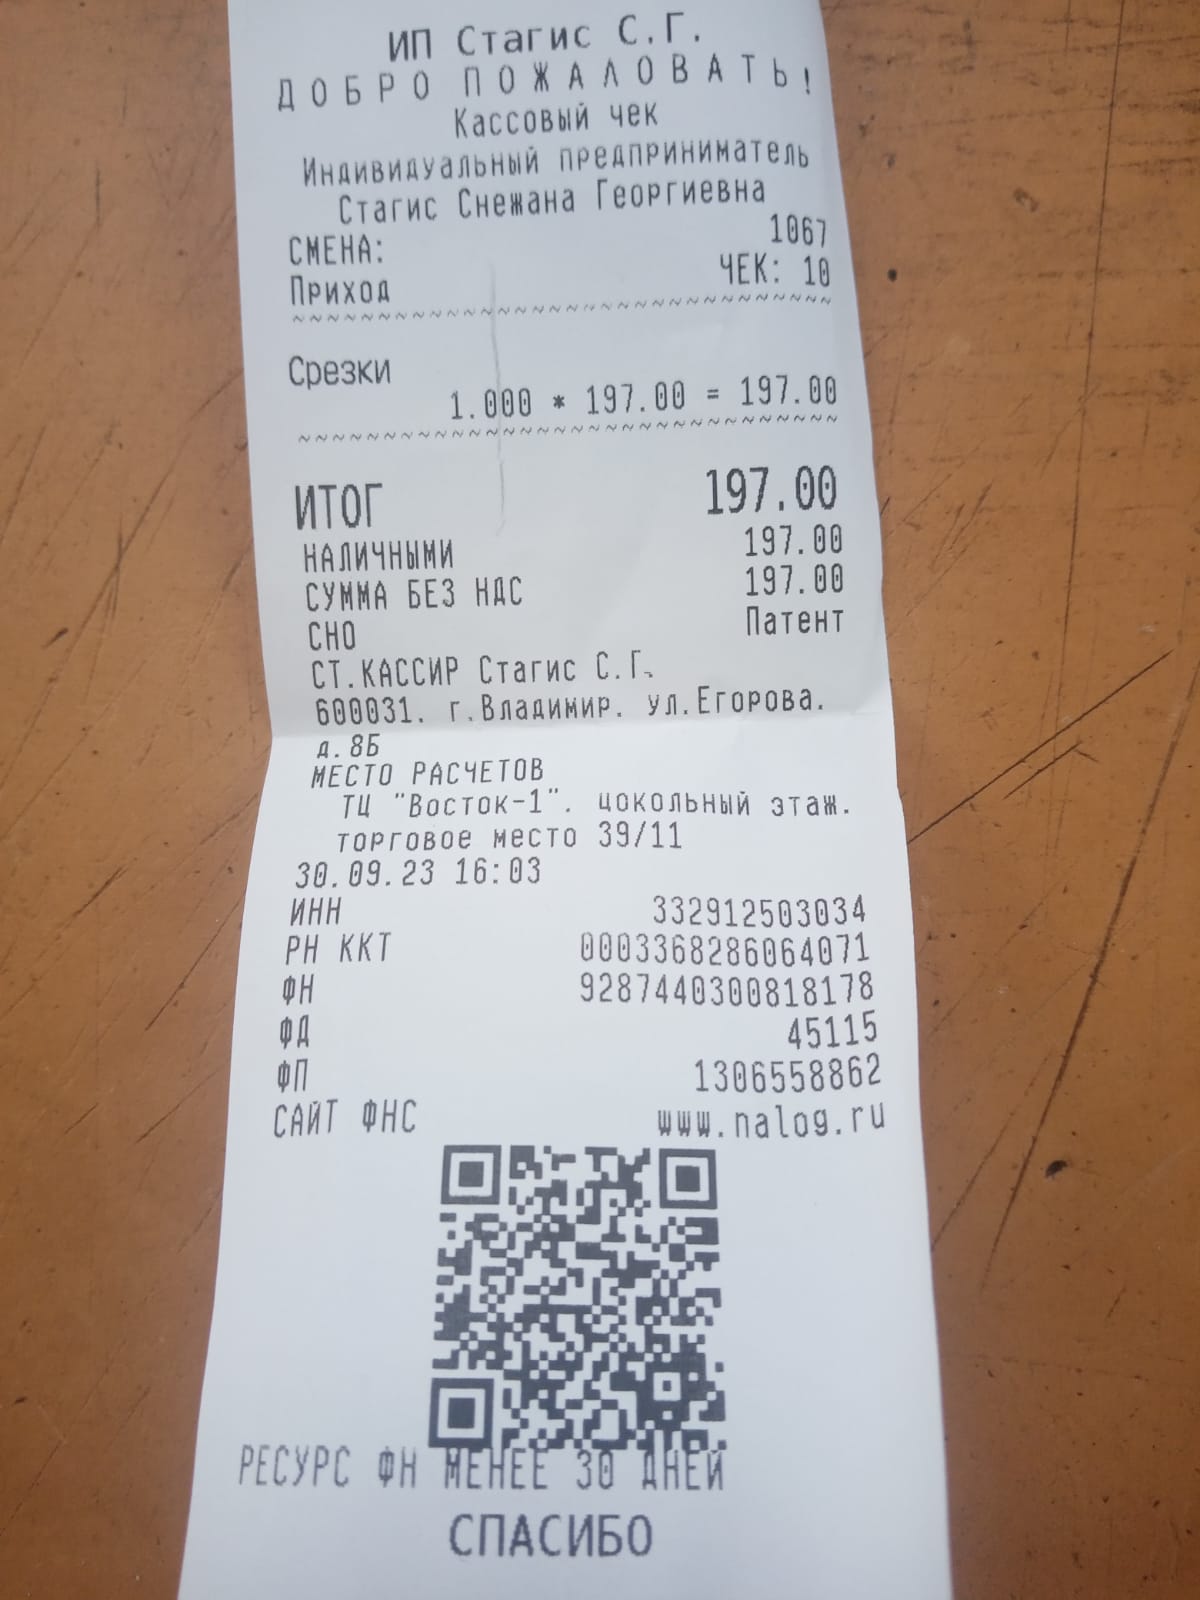 ИП Стагис С.Г.
ДОБРО ПОЖАЛОВАТЬ!
Кассовый чек
Индивидуальный предприниматель
Стагис Снежана Георгиевна
СМЕНА: 1067
Приход ЧЕК: 10
~~~~~~~~~~~~~~~~~~~~~~~~~~~~~~~~
Срезки
1.000 * 197.00 = 197.00
~~~~~~~~~~~~~~~~~~~~~~~~~~~~~~~~
ИТОГ 197.00
НАЛИЧНЫМИ 197.00
СУММА БЕЗ НДС 197.00
СНО Патент
СТ.КАССИР Стагис С.Г.
600031. г.Владимир. ул.Егорова.
д.8Б
МЕСТО РАСЧЕТОВ
ТЦ "Восток-1". цокольный этаж.
торговое место 39/11
30.09.23 16:03
ИНН 332912503034
РН ККТ 0003368286064071
ФН 9287440300818178
ФД 45115
ФП 1306558862
САЙТ ФНС www.nalog.ru
РЕСУРС ФН МЕНЕЕ 30 ДНЕЙ
СПАСИБО